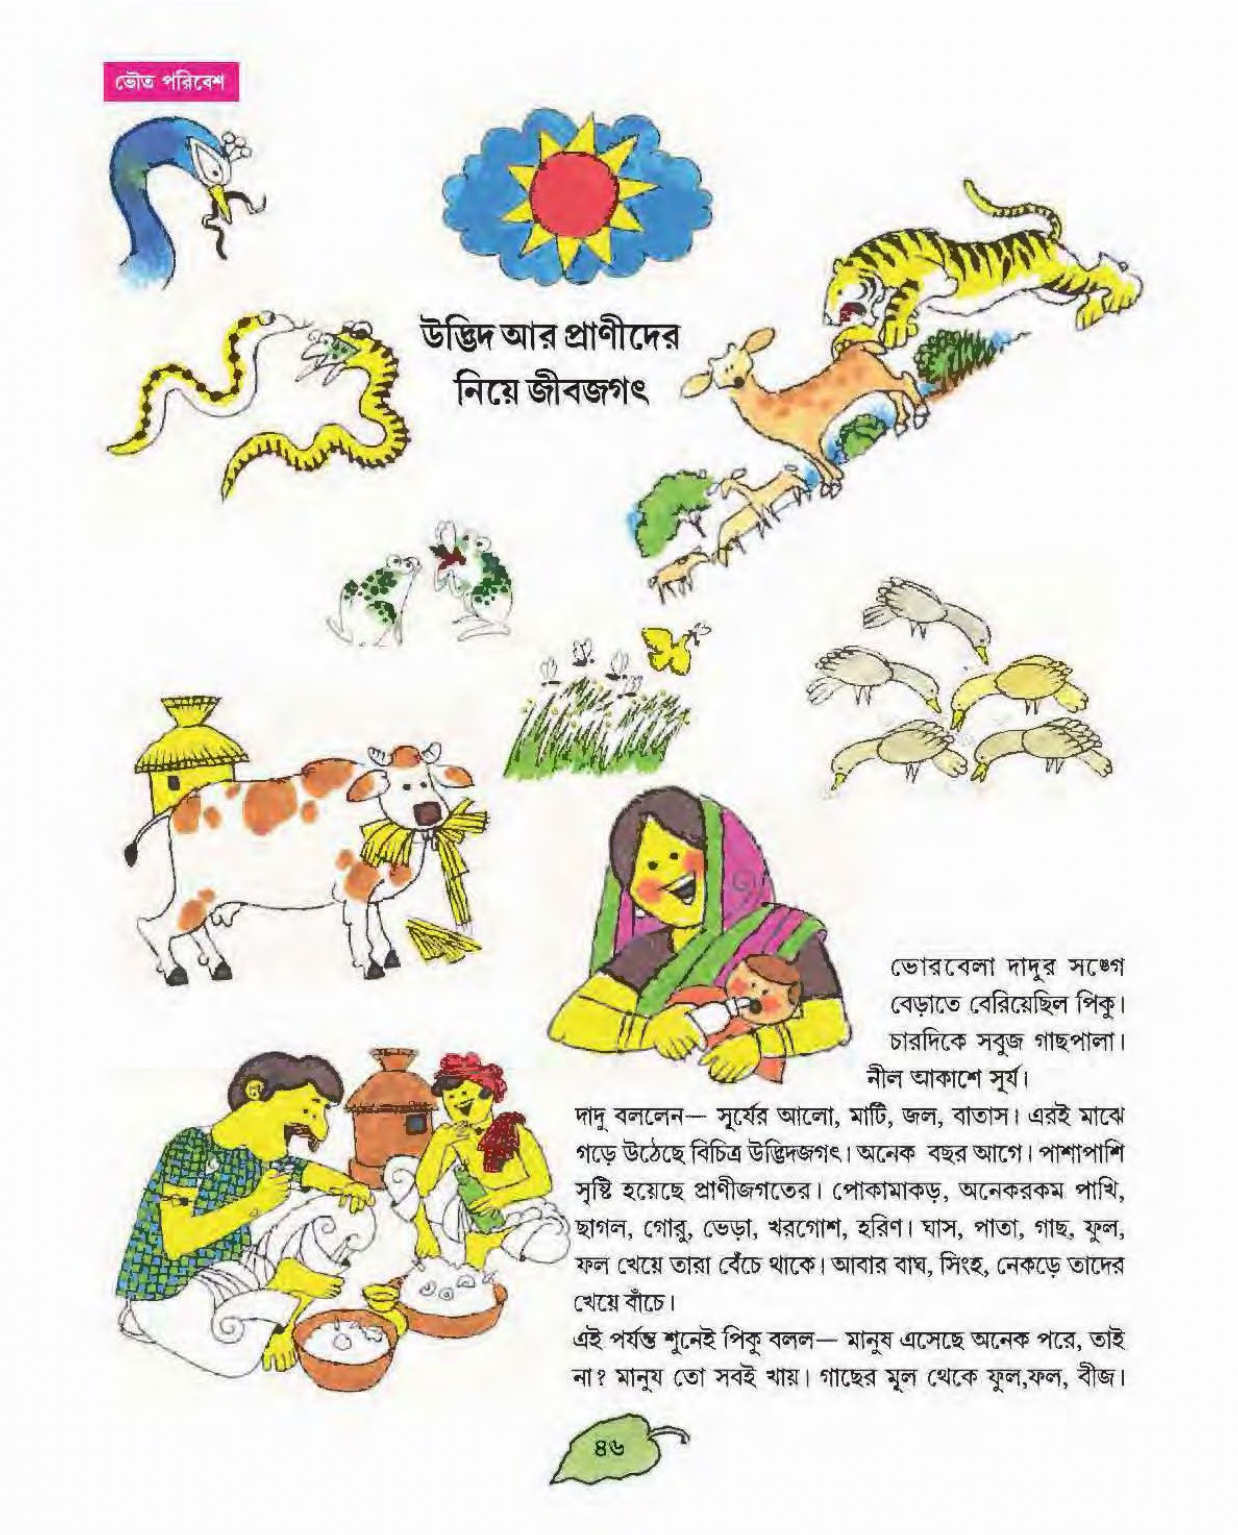 ভৌত পরিবেশ
উদ্ভিদ আর প্রাণীদের
নিয়ে জীবজগৎ
ভোরবেলা দাদুর সঙ্গে
বেড়াতে বেরিয়েছিল পিকু।
চারদিকে সবুজ গাছপালা।
নীল আকাশে সূর্য।
দাদু বললেন— সূর্যের আলো, মাটি, জল, বাতাস। এরই মাঝে
গড়ে উঠেছে বিচিত্র উদ্ভিদজগৎ। অনেক বছর আগে। পাশাপাশি
সৃষ্টি হয়েছে প্রাণীজগতের। পোকামাকড়, অনেকরকম পাখি,
ছাগল, গোরু, ভেড়া, খরগোশ, হরিণ। ঘাস, পাতা, গাছ, ফুল,
ফল খেয়ে তারা বেঁচে থাকে। আবার বাঘ, সিংহ, নেকড়ে তাদের
খেয়ে বাঁচে।
এই পর্যন্ত শুনেই পিকু বলল— মানুষ এসেছে অনেক পরে, তাই
না? মানুষ তো সবই খায়। গাছের মূল থেকে ফুল,ফল, বীজ।
৪৬